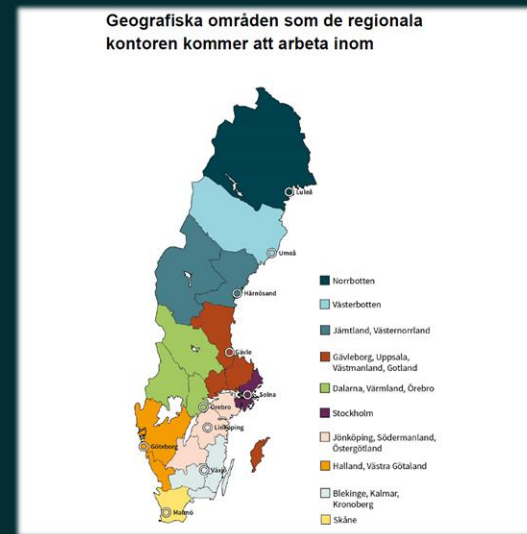 Geografiska områden som de regionala
kontoren kommer att arbeta inom
Luleå
Umeå
Härnösand
Gävle
Solna
Örebro
Linköping
Göteborg
Växjö
Malmö
Norrbotten
Västerbotten
Jämtland, Västernorrland
Gävleborg, Uppsala,
Västmanland, Gotland
Dalarna, Värmland, Örebro
Stockholm
Jönköping, Södermanland,
Östergötland
Halland, Västra Götaland
Blekinge, Kalmar,
Kronoberg
Skåne